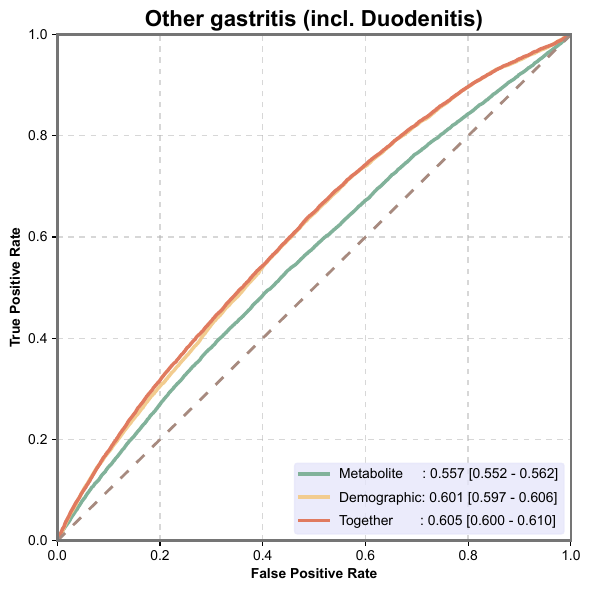 Other gastritis (incl. Duodenitis)
True Positive Rate
1.0
0.8
0.6
0.4
0.2
0.0
Metabolite : 0.557 [0.552 - 0.562]
Demographic: 0.601 [0.597 - 0.606]
Together : 0.605 [0.600 - 0.610]
0.0 0.2 0.4 0.6 0.8 1.0
False Positive Rate